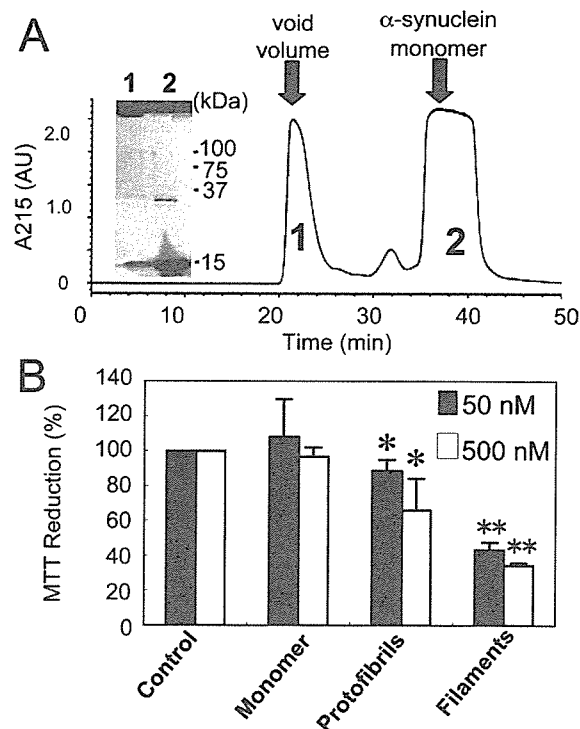 A
void volume
α-synuclein monomer
1 2 (kDa)
100
75
37
15
A215 (AU)
2.0
1.0
0
1
2
0 10 20 30 40 50
Time (min)
B
MTT Reduction (%)
140
120
100
80
60
40
20
0
50 nM
500 nM
* *
** **
Control
Monomer
Protofibrils
Filaments